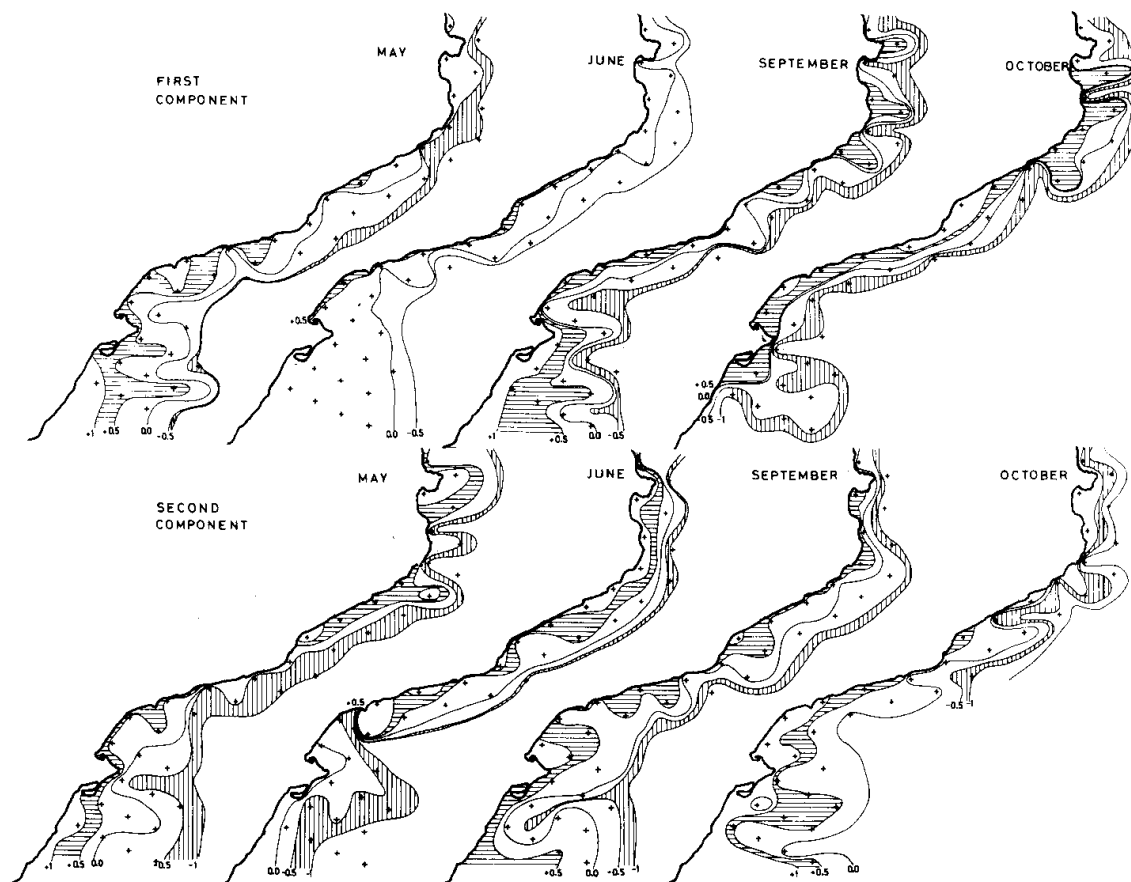 MAY
JUNE
SEPTEMBER
OCTOBER
FIRST
COMPONENT
+0.5
+1 +0.5 0.0 -0.5
0.0 -0.5
+1 +0.5 0.0 -0.5
+0.5
0.0
-0.5 -1
MAY
JUNE
SEPTEMBER
OCTOBER
SECOND
COMPONENT
+0.5
-0.5 -1
+1 +0.5 0.0 +0.5 -1
0.0 -0.5 -1
+1 +0.5 0.0 -0.5 -1
+1 +0.5 0.0